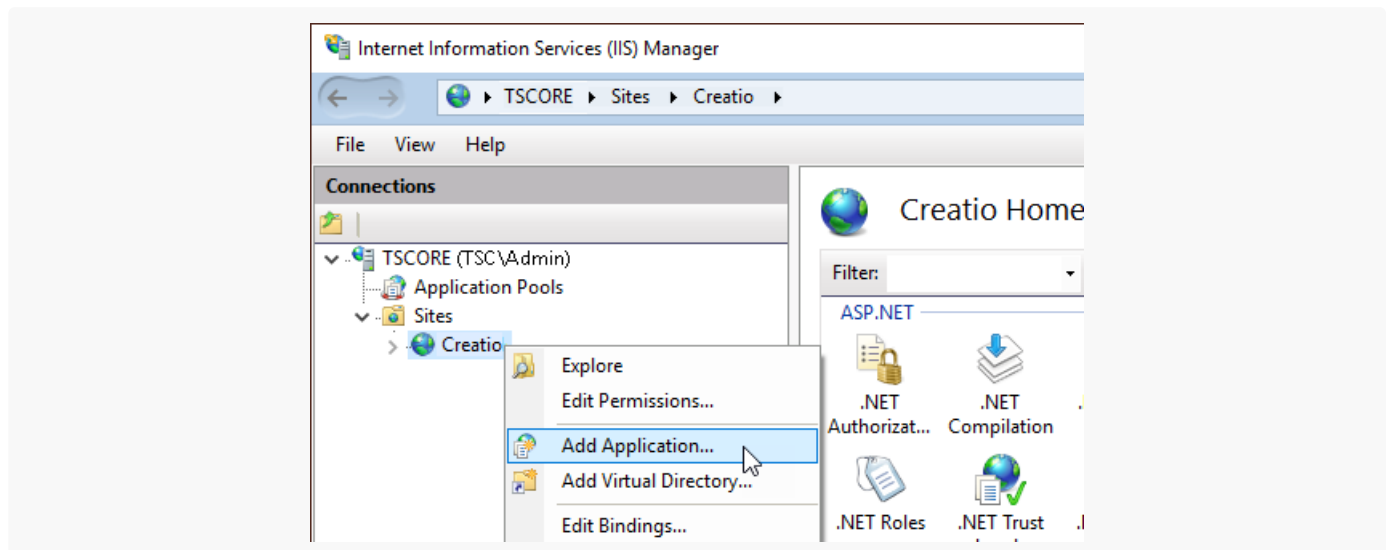 Internet Information Services (IIS) Manager
TSCORE Sites Creatio
File View Help
Connections
TSCORE (TSC\Admin)
Application Pools
Sites
Creatio
Explore
Edit Permissions...
Add Application...
Add Virtual Directory...
Edit Bindings...
Creatio Home
Filter:
ASP.NET
.NET Authorizat...
.NET Compilation
.NET Roles
.NET Trust